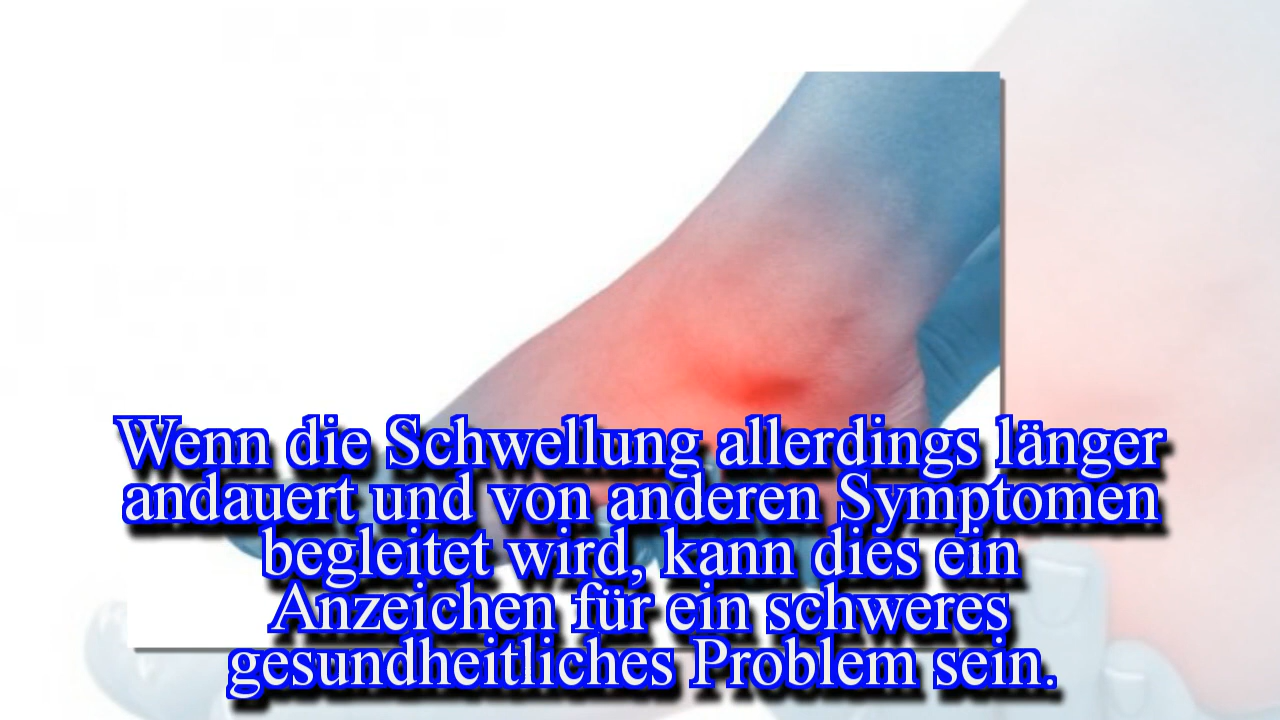 Wenn die Schwellung allerdings länger
andauert und von anderen Symptomen
begleitet wird, kann dies ein
Anzeichen für ein schweres
gesundheitliches Problem sein.